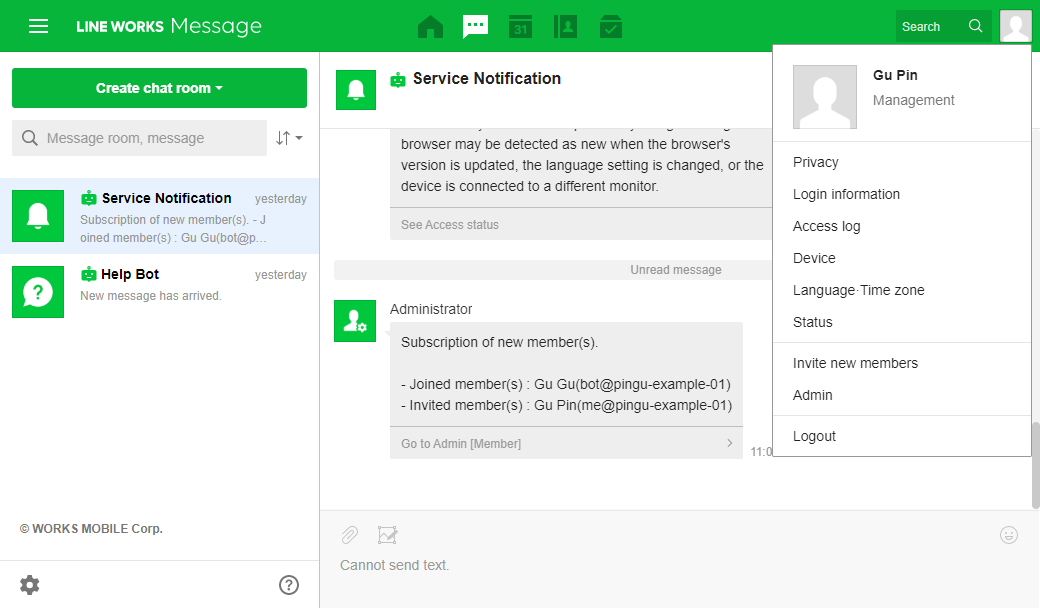 LINE WORKS Message
31
Search
Create chat room
Message room, message
Service Notification
yesterday
Subscription of new member(s). - J
oined member(s) : Gu Gu(bot@p...
Help Bot
yesterday
New message has arrived.
© WORKS MOBILE Corp.
Service Notification
browser may be detected as new when the browser's
version is updated, the language setting is changed, or the
device is connected to a different monitor.
See Access status
Unread message
Administrator
Subscription of new member(s).
- Joined member(s) : Gu Gu(bot@pingu-example-01)
- Invited member(s) : Gu Pin(me@pingu-example-01)
Go to Admin [Member]
11:0
Cannot send text.
Gu Pin
Management
Privacy
Login information
Access log
Device
Language·Time zone
Status
Invite new members
Admin
Logout